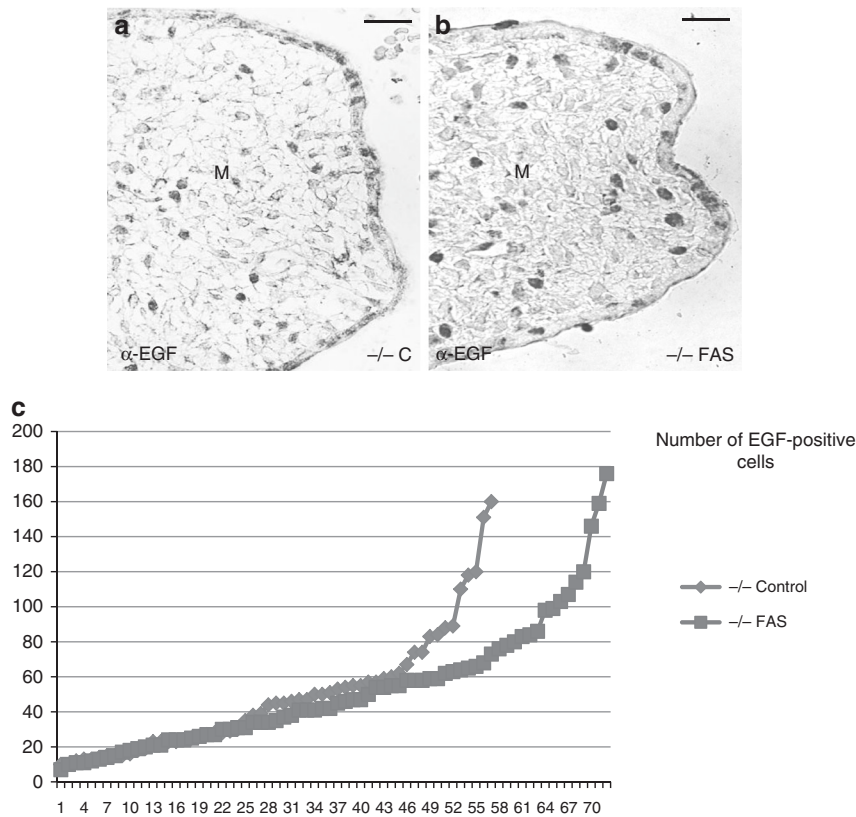 a
M
α-EGF
–/– C
b
M
α-EGF
–/– FAS
c
200
180
160
140
120
100
80
60
40
20
0
1 4 7 10 13 16 19 22 25 28 31 34 37 40 43 46 49 52 55 58 61 64 67 70
Number of EGF-positive
cells
–/– Control
–/– FAS